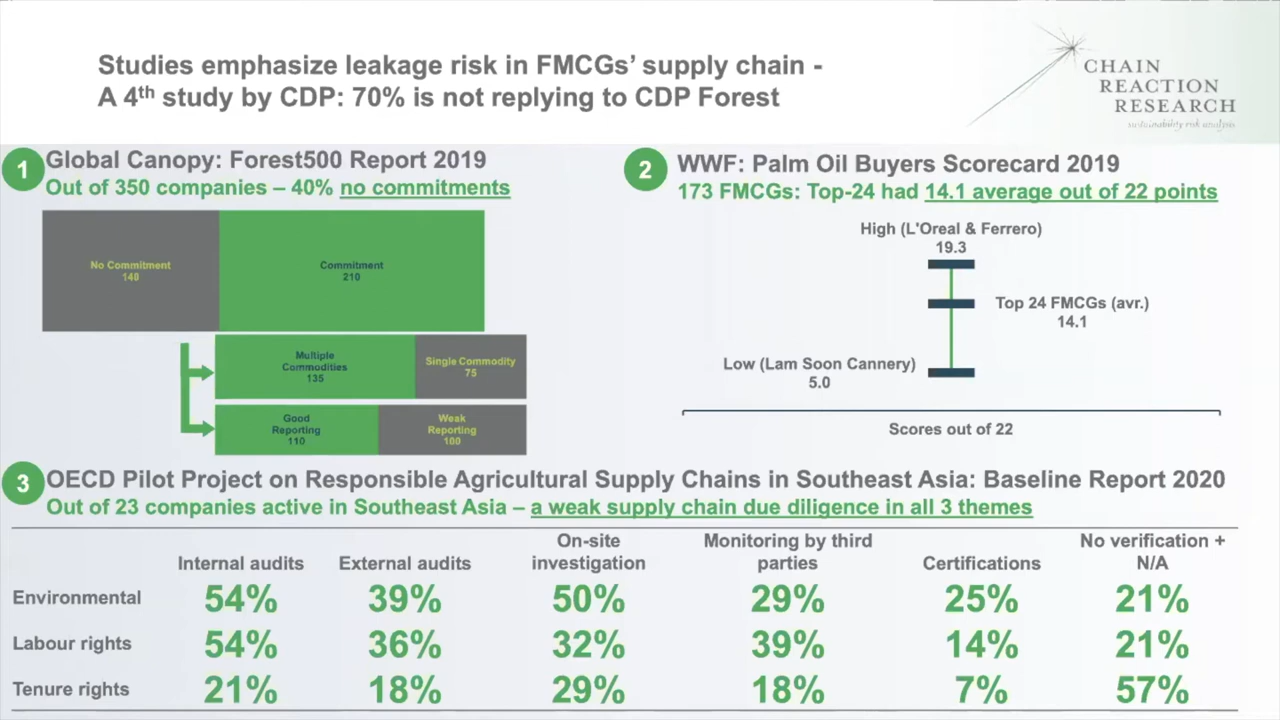 Studies emphasize leakage risk in FMCGs' supply chain -
A 4th study by CDP: 70% is not replying to CDP Forest
CHAIN
REACTION
RESEARCH
sustainability risk analysis
1
Global Canopy: Forest500 Report 2019
Out of 350 companies – 40% no commitments
No Commitment
140
Commitment
210
Multiple
Commodities
135
Single Commodity
75
Good
Reporting
110
Weak
Reporting
100
2
WWF: Palm Oil Buyers Scorecard 2019
173 FMCGs: Top-24 had 14.1 average out of 22 points
High (L'Oreal & Ferrero)
19.3
Top 24 FMCGs (avr.)
14.1
Low (Lam Soon Cannery)
5.0
Scores out of 22
3
OECD Pilot Project on Responsible Agricultural Supply Chains in Southeast Asia: Baseline Report 2020
Out of 23 companies active in Southeast Asia – a weak supply chain due diligence in all 3 themes
Internal audits External audits On-site investigation Monitoring by third parties Certifications No verification + N/A
Environmental 54% 39% 50% 29% 25% 21%
Labour rights 54% 36% 32% 39% 14% 21%
Tenure rights 21% 18% 29% 18% 7% 57%